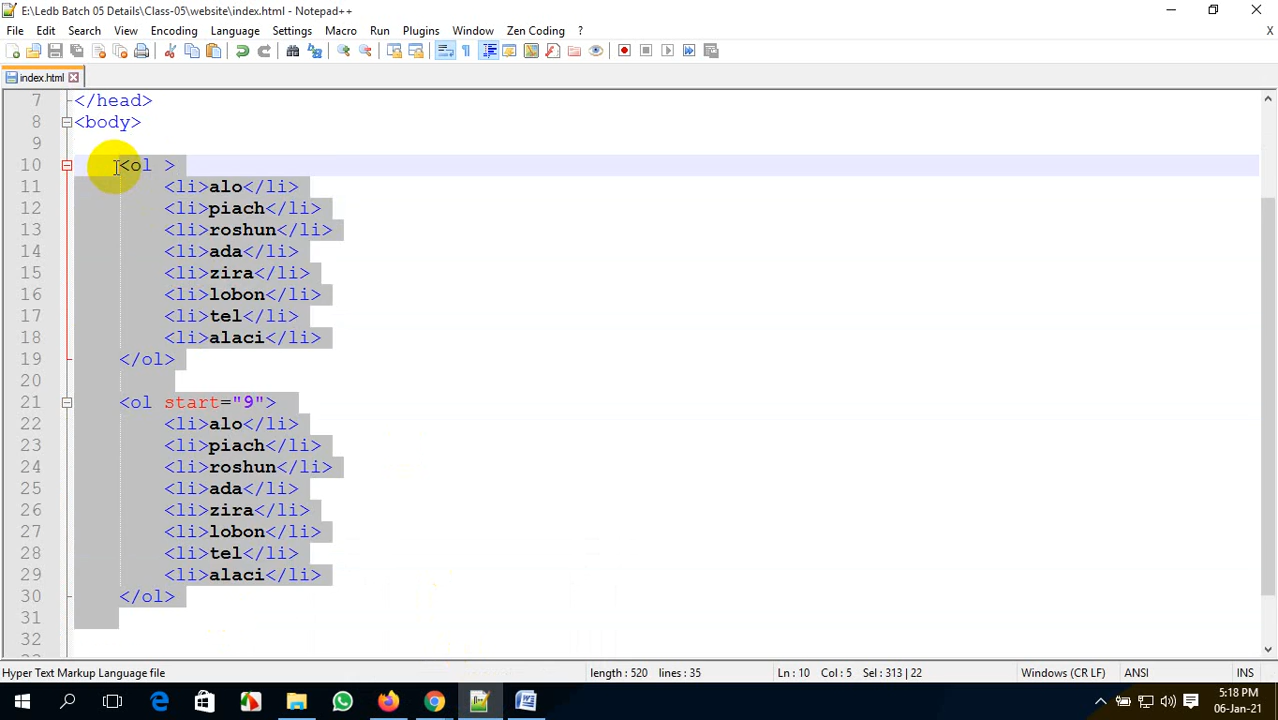 E:\Ledb Batch 05 Details\Class-05\website\index.html - Notepad++
File Edit Search View Encoding Language Settings Macro Run Plugins Window Zen Coding ? X
index.html
7 </head>
8 <body>
9
10 <ol >
11 <li>alo</li>
12 <li>piach</li>
13 <li>roshun</li>
14 <li>ada</li>
15 <li>zira</li>
16 <li>lobon</li>
17 <li>tel</li>
18 <li>alaci</li>
19 </ol>
20
21 <ol start="9">
22 <li>alo</li>
23 <li>piach</li>
24 <li>roshun</li>
25 <li>ada</li>
26 <li>zira</li>
27 <li>lobon</li>
28 <li>tel</li>
29 <li>alaci</li>
30 </ol>
31
32
Hyper Text Markup Language file length : 520 lines : 35 Ln : 10 Col : 5 Sel : 313 | 22 Windows (CR LF) ANSI INS
5:18 PM
06-Jan-21